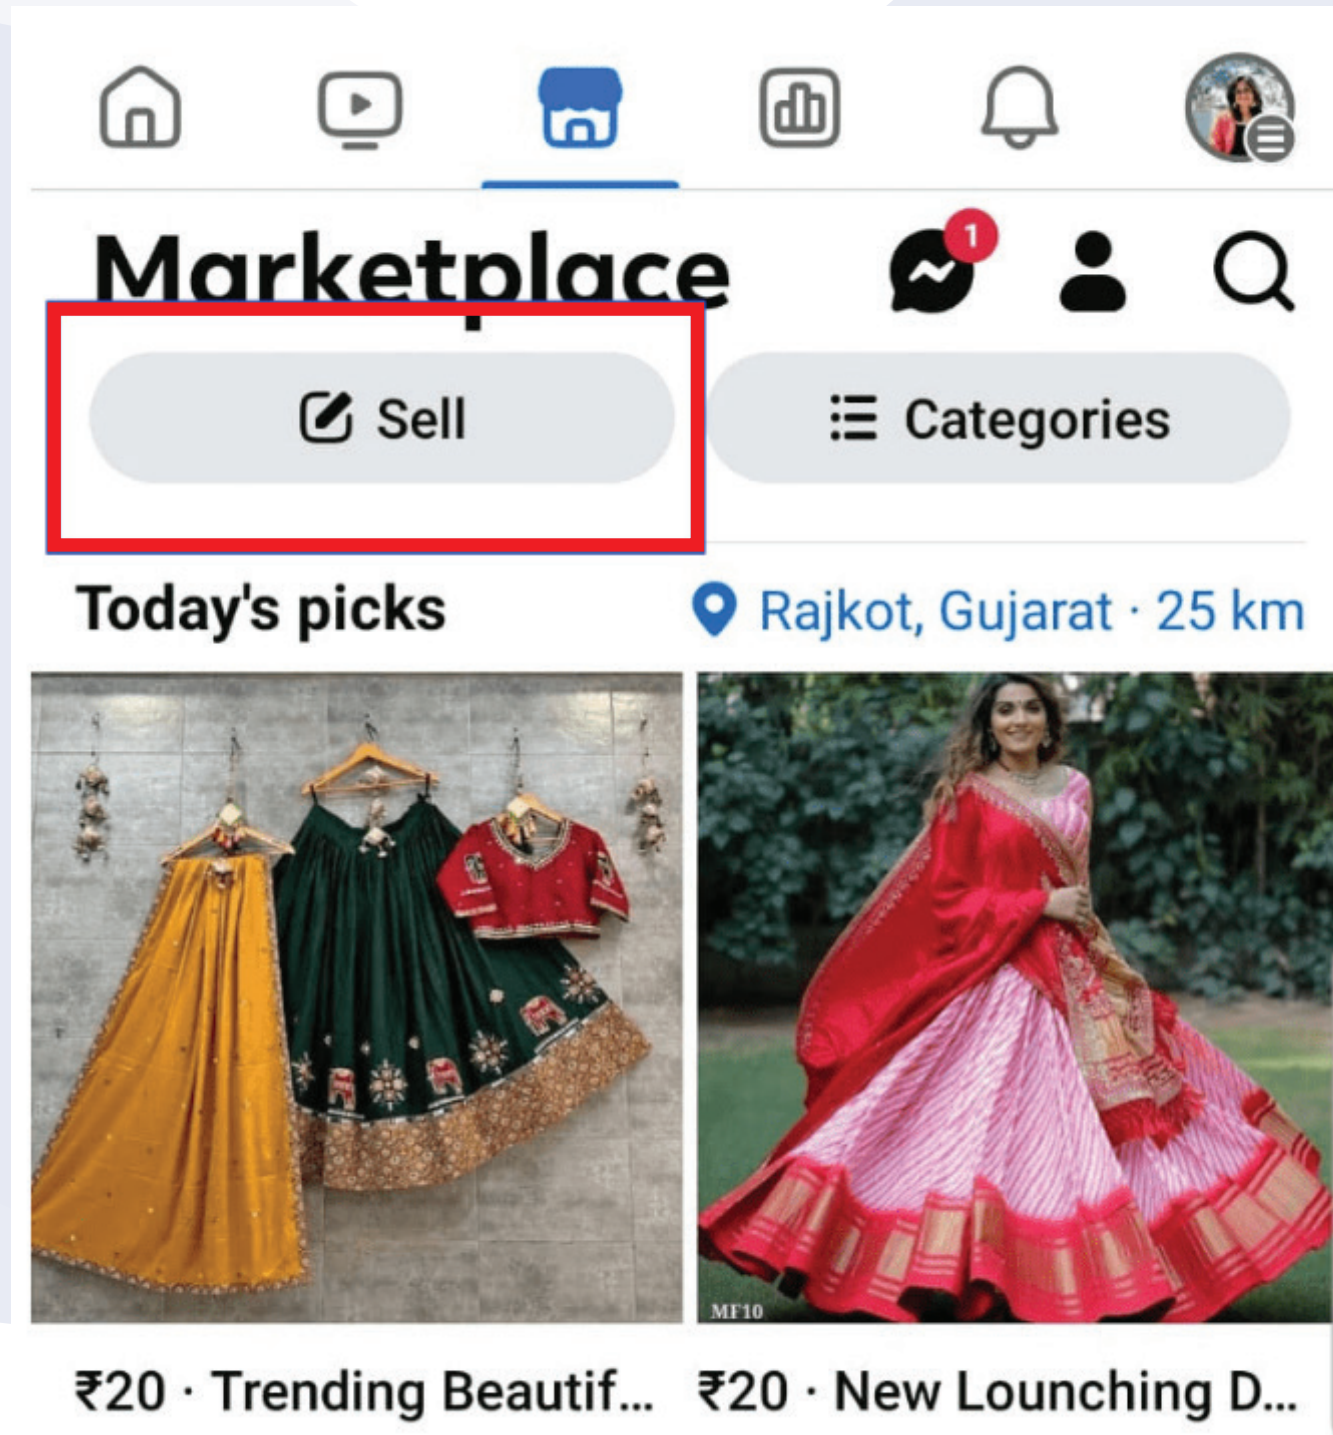 1
Marketplace
Sell
Categories
Today's picks
Rajkot, Gujarat · 25 km
MF10
₹20 · Trending Beautif...
₹20 · New Lounching D...